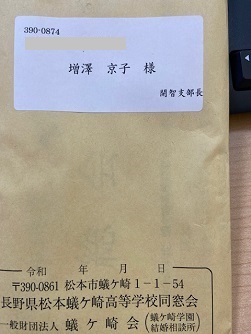 390-0874
増澤 京子 様
開智支部長
令和 年 月 日
〒390-0861 松本市蟻ケ崎1-1-54
長野県松本蟻ケ崎高等学校同窓会
一般財団法人 蟻ケ崎会 (蟻ケ崎学園
結婚相談所)